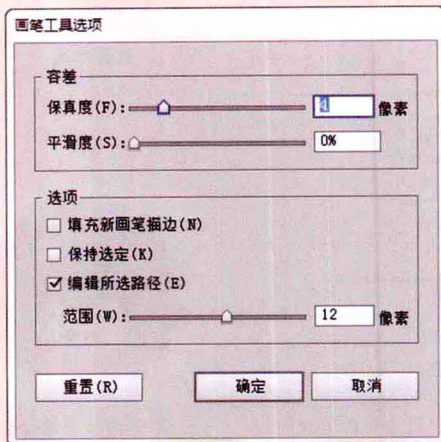 画笔工具选项
容差
保真度(F): 4 像素
平滑度(S): 0%
选项
填充新画笔描边(N)
保持选定(K)
编辑所选路径(E)
范围(W): 12 像素
重置(R) 确定 取消